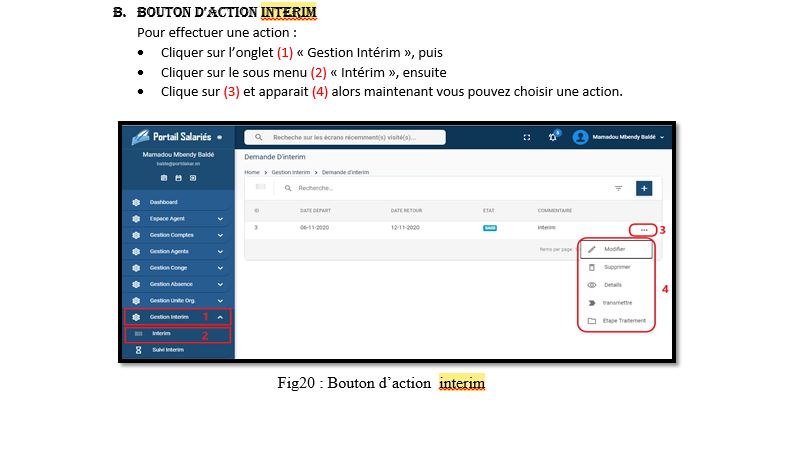 B. BOUTON D'ACTION INTERIM
Pour effectuer une action :
• Cliquer sur l'onglet (1) « Gestion Intérim », puis
• Cliquer sur le sous menu (2) « Intérim », ensuite
• Clique sur (3) et apparait (4) alors maintenant vous pouvez choisir une action.
Portail Salariés
Recheche sur les écrans récemment(s) visité(s)...
Mamadou Mbendy Baldé
Mamadou Mbendy Baldé
Demande D'interim
Home > Gestion Interim > Demande d'interim
Recherche...
Dashboard
Espace Agent
Gestion Comptes
Gestion Agents
Gestion Conge
Gestion Absence
Gestion Unite Org.
Gestion Interim 1
Interim 2
Suivi Interim
ID DATE DEPART DATE RETOUR ETAT COMMENTAIRE
3 06-11-2020 12-11-2020 interim ... 3
Items per page:
Modifier
Supprimer
Details
transmettre
Etape Traitement
4
Fig20 : Bouton d'action interim